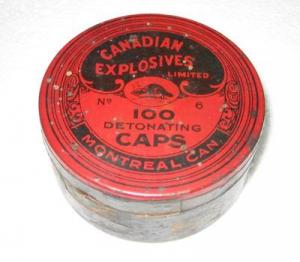 CANADIAN
EXPLOSIVES
LIMITED
Nº 6
100
DETONATING
CAPS
MONTREAL, CAN.